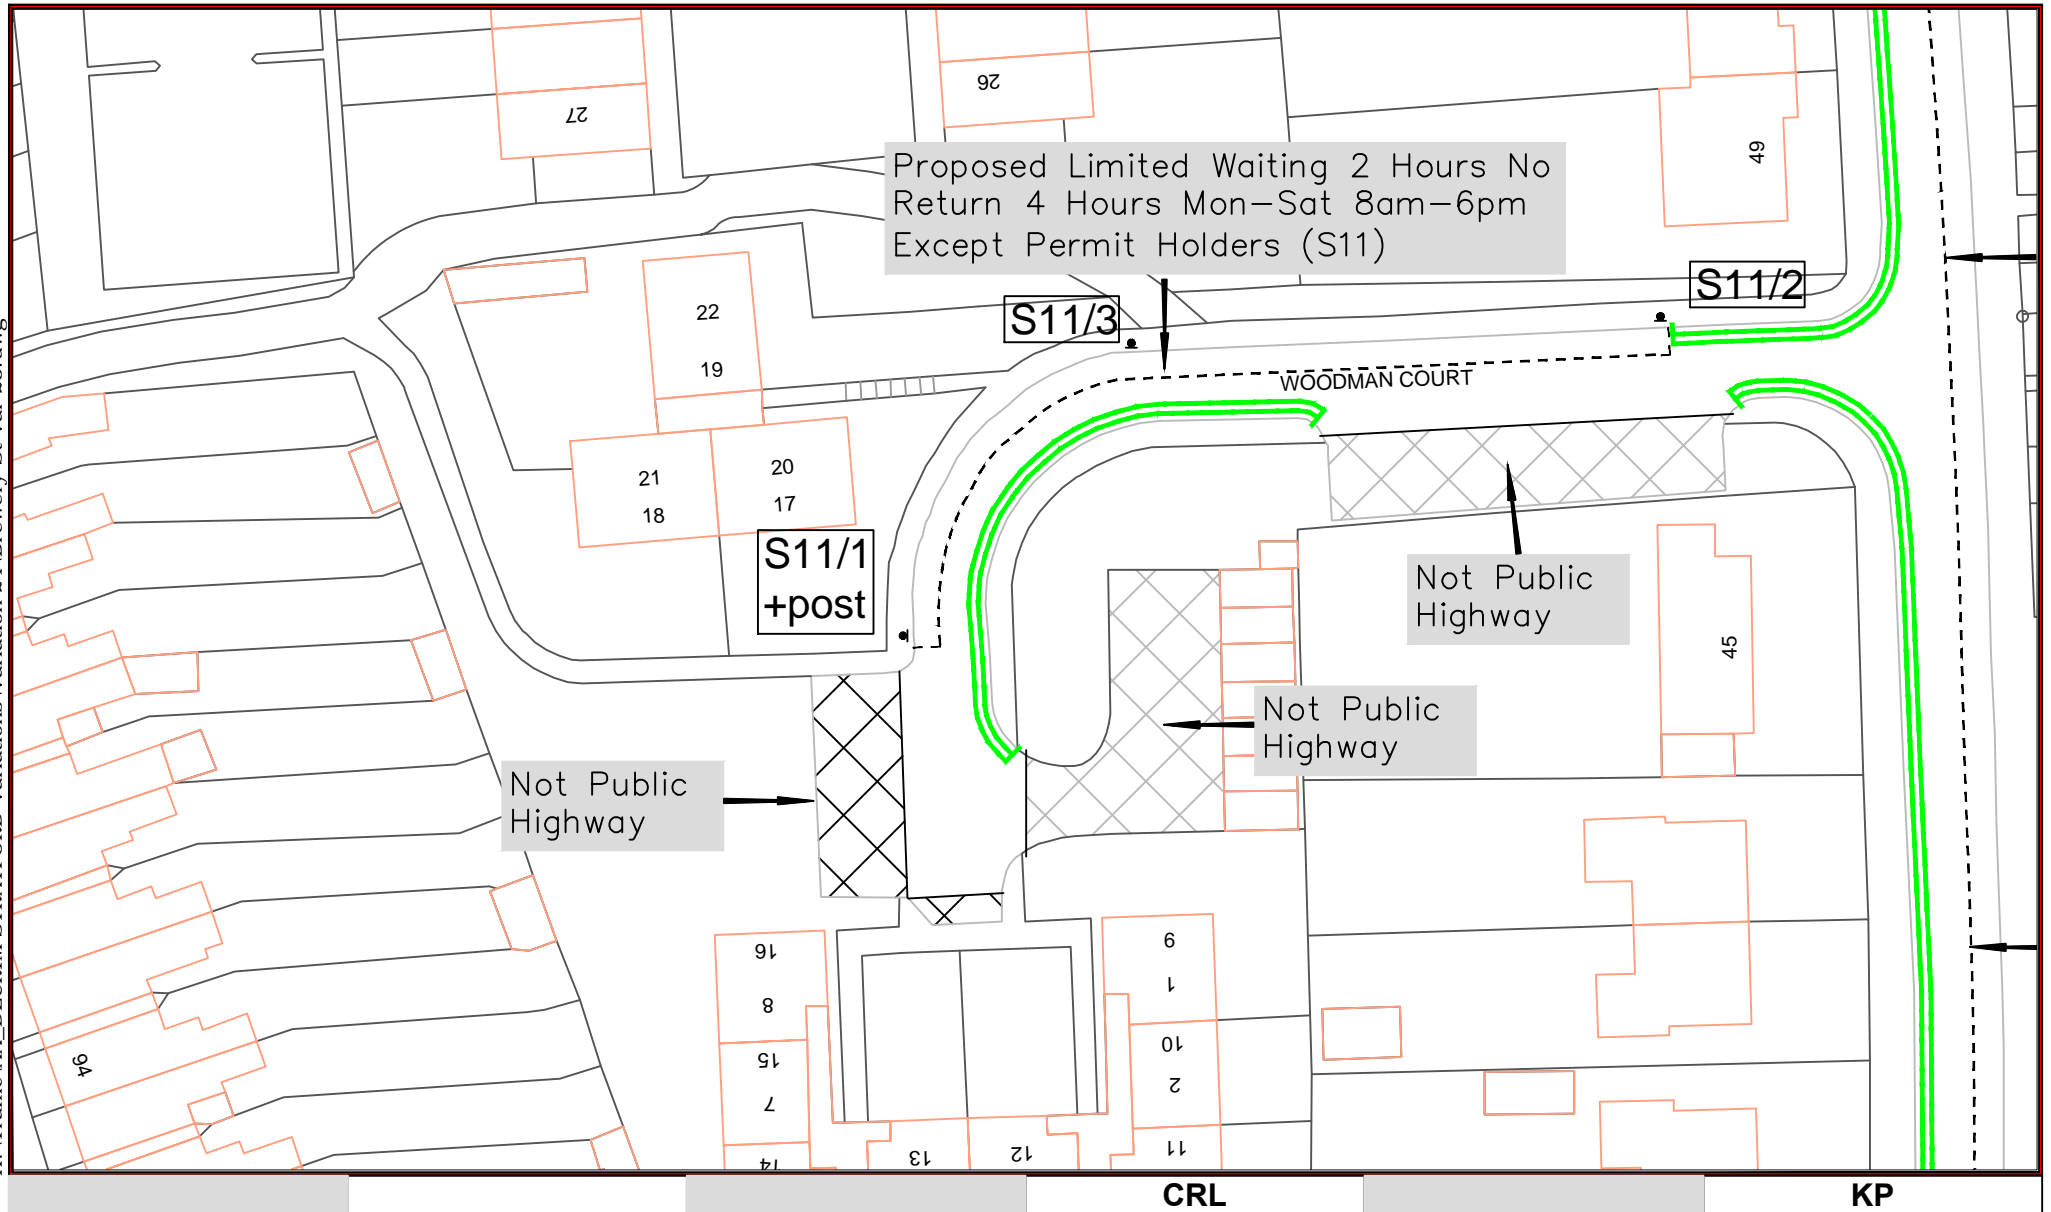 27
26
49
Proposed Limited Waiting 2 Hours No
Return 4 Hours Mon-Sat 8am-6pm
Except Permit Holders (S11)
S11/2
S11/3
WOODMAN COURT
22
19
21
18
20
17
S11/1
+post
Not Public
Highway
45
Not Public
Highway
Not Public
Highway
94
16
8
15
7
14
13
12
9
1
10
2
11
CRL
KP